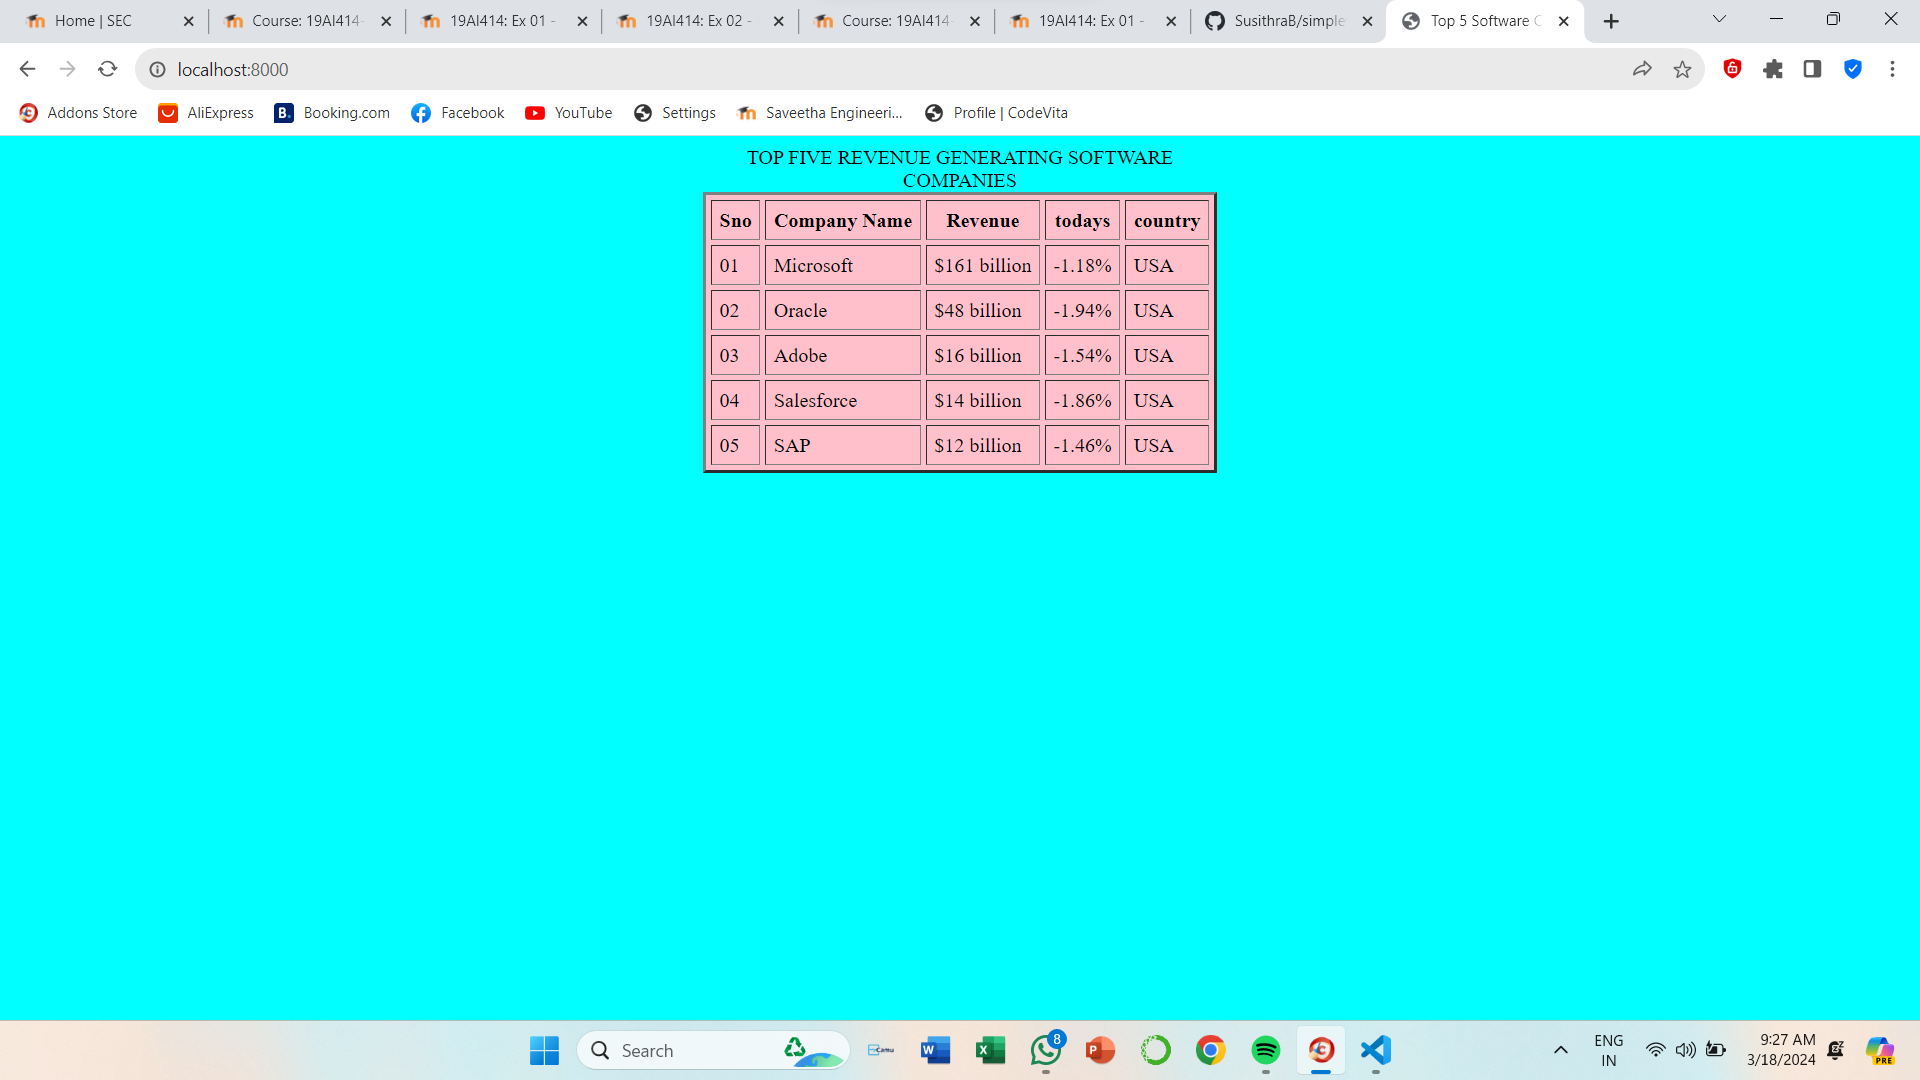 Home | SEC
Course: 19AI414-
19AI414: Ex 01 -
19AI414: Ex 02 -
Course: 19AI414-
19AI414: Ex 01 -
SusithraB/simple
Top 5 Software C
localhost:8000
Addons Store
AliExpress
B.
Booking.com
Facebook
YouTube
Settings
Saveetha Engineeri...
Profile | CodeVita
TOP FIVE REVENUE GENERATING SOFTWARE
COMPANIES
Sno Company Name Revenue todays country
01 Microsoft $161 billion -1.18% USA
02 Oracle $48 billion -1.94% USA
03 Adobe $16 billion -1.54% USA
04 Salesforce $14 billion -1.86% USA
05 SAP $12 billion -1.46% USA
Search
8
ENG
IN
9:27 AM
3/18/2024
PRE